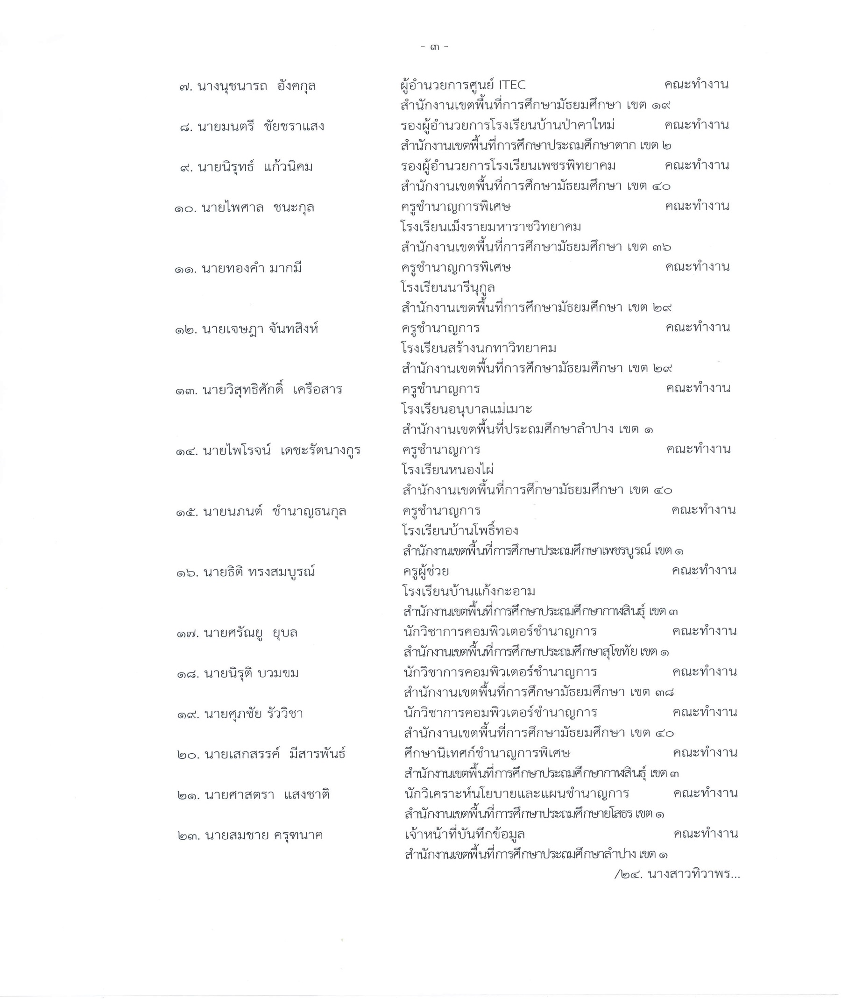 - ๓ -
๗. นางนุชนารถ อังคกุล ผู้อำนวยการศูนย์ ITEC คณะทำงาน
สำนักงานเขตพื้นที่การศึกษามัธยมศึกษา เขต ๑๙
๘. นายมนตรี ชัยชราแสง รองผู้อำนวยการโรงเรียนบ้านป่าคาใหม่ คณะทำงาน
สำนักงานเขตพื้นที่การศึกษาประถมศึกษาตาก เขต ๒
๙. นายนิรุทธ์ แก้วนิคม รองผู้อำนวยการโรงเรียนเพชรพิทยาคม คณะทำงาน
สำนักงานเขตพื้นที่การศึกษามัธยมศึกษา เขต ๔๐
๑๐. นายไพศาล ชนะกุล ครูชำนาญการพิเศษ คณะทำงาน
โรงเรียนเม็งรายมหาราชวิทยาคม
สำนักงานเขตพื้นที่การศึกษามัธยมศึกษา เขต ๓๖
๑๑. นายทองคำ มากมี ครูชำนาญการพิเศษ คณะทำงาน
โรงเรียนนารีนุกูล
สำนักงานเขตพื้นที่การศึกษามัธยมศึกษา เขต ๒๙
๑๒. นายเจษฎา จันทสิงห์ ครูชำนาญการ คณะทำงาน
โรงเรียนสร้างนกทาวิทยาคม
สำนักงานเขตพื้นที่การศึกษามัธยมศึกษา เขต ๒๙
๑๓. นายวิสุทธิศักดิ์ เครือสาร ครูชำนาญการ คณะทำงาน
โรงเรียนอนุบาลแม่เมาะ
สำนักงานเขตพื้นที่ประถมศึกษาลำปาง เขต ๑
๑๔. นายไพโรจน์ เดชะรัตนางกูร ครูชำนาญการ คณะทำงาน
โรงเรียนหนองไผ่
สำนักงานเขตพื้นที่การศึกษามัธยมศึกษา เขต ๔๐
๑๕. นายนภนต์ ชำนาญธนกุล ครูชำนาญการ คณะทำงาน
โรงเรียนบ้านโพธิ์ทอง
สำนักงานเขตพื้นที่การศึกษาประถมศึกษาเพชรบูรณ์ เขต ๑
๑๖. นายธิติ ทรงสมบูรณ์ ครูผู้ช่วย คณะทำงาน
โรงเรียนบ้านแก้งกะอาม
สำนักงานเขตพื้นที่การศึกษาประถมศึกษากาฬสินธุ์ เขต ๓
๑๗. นายศรัณยู ยุบล นักวิชาการคอมพิวเตอร์ชำนาญการ คณะทำงาน
สำนักงานเขตพื้นที่การศึกษาประถมศึกษาสุโขทัย เขต ๑
๑๘. นายนิรุติ บวมขม นักวิชาการคอมพิวเตอร์ชำนาญการ คณะทำงาน
สำนักงานเขตพื้นที่การศึกษามัธยมศึกษา เขต ๓๘
๑๙. นายศุภชัย รัววิชา นักวิชาการคอมพิวเตอร์ชำนาญการ คณะทำงาน
สำนักงานเขตพื้นที่การศึกษามัธยมศึกษา เขต ๔๐
๒๐. นายเสกสรรค์ มีสารพันธ์ ศึกษานิเทศก์ชำนาญการพิเศษ คณะทำงาน
สำนักงานเขตพื้นที่การศึกษาประถมศึกษากาฬสินธุ์ เขต ๓
๒๑. นายศาสตรา แสงชาติ นักวิเคราะห์นโยบายและแผนชำนาญการ คณะทำงาน
สำนักงานเขตพื้นที่การศึกษาประถมศึกษายโสธร เขต ๑
๒๓. นายสมชาย ครุฑนาค เจ้าหน้าที่บันทึกข้อมูล คณะทำงาน
สำนักงานเขตพื้นที่การศึกษาประถมศึกษาลำปาง เขต ๑
/๒๔. นางสาวทิวาพร...